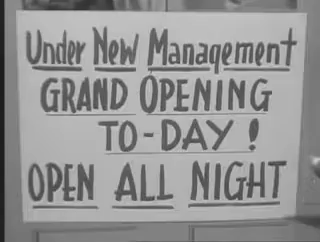 Under New Management
GRAND OPENING
TO-DAY!
OPEN ALL NIGHT